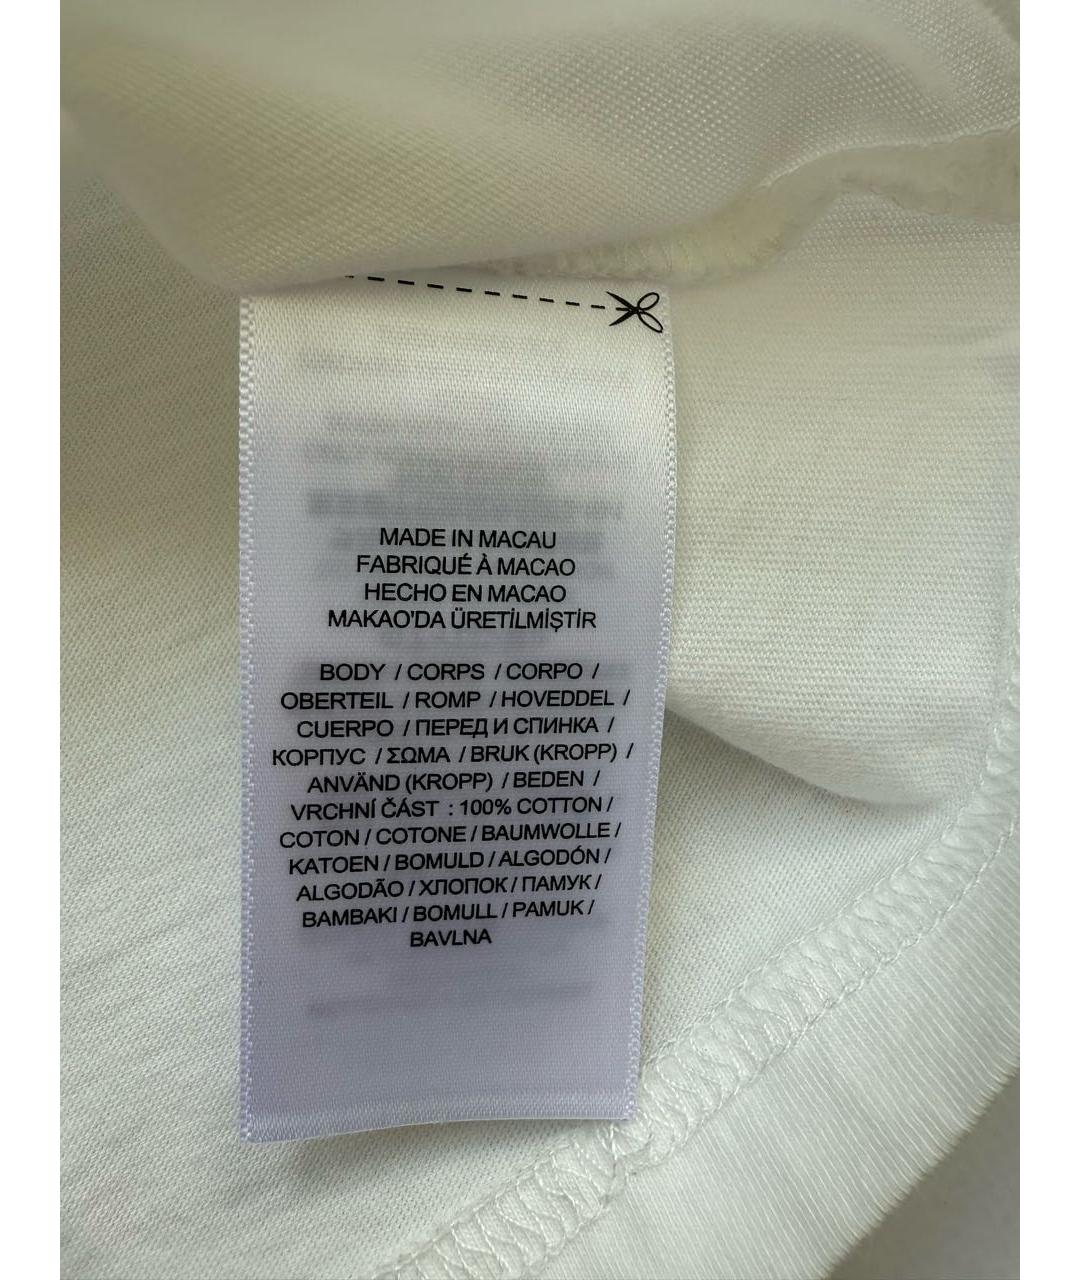 MADE IN MACAU
FABRIQUÉ À MACAO
HECHO EN MACAO
MAKAO'DA ÜRETİLMİŞTİR
BODY / CORPS / CORPO /
OBERTEIL / ROMP / HOVEDDEL /
CUERPO / ПЕРЕД И СПИНКА /
КОРПУС / ΣΩΜΑ / BRUK (KROPP) /
ANVÄND (KROPP) / BEDEN /
VRCHNÍ ČÁST : 100% COTTON /
COTON / COTONE / BAUMWOLLE /
KATOEN / BOMULD / ALGODÓN /
ALGODÃO / ХЛОПОК / ПАМУК /
BAMBAKI / BOMULL / PAMUK /
BAVLNA